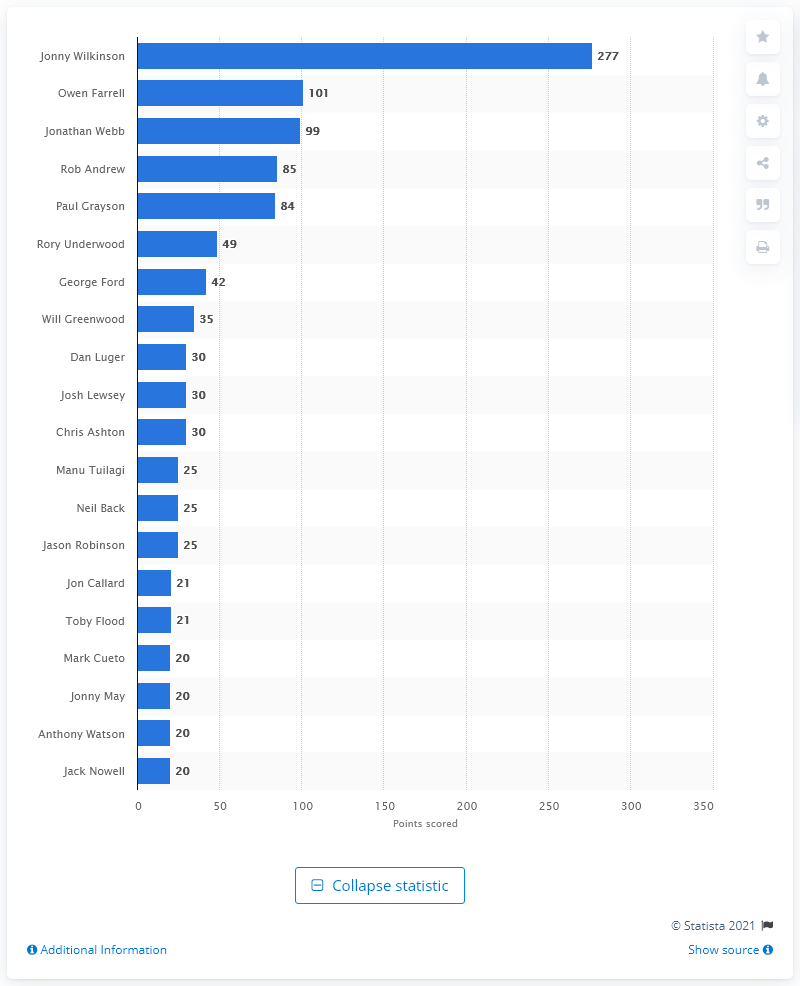 Jonny Wilkinson 277
Owen Farrell 101
Jonathan Webb 99
Rob Andrew 85
Paul Grayson 84
Rory Underwood 49
George Ford 42
Will Greenwood 35
Dan Luger 30
Josh Lewsey 30
Chris Ashton 30
Manu Tuilagi 25
Neil Back 25
Jason Robinson 25
Jon Callard 21
Toby Flood 21
Mark Cueto 20
Jonny May 20
Anthony Watson 20
Jack Nowell 20
0 50 100 150 200 250 300 350
Points scored
Collapse statistic
© Statista 2021
Additional Information
Show source